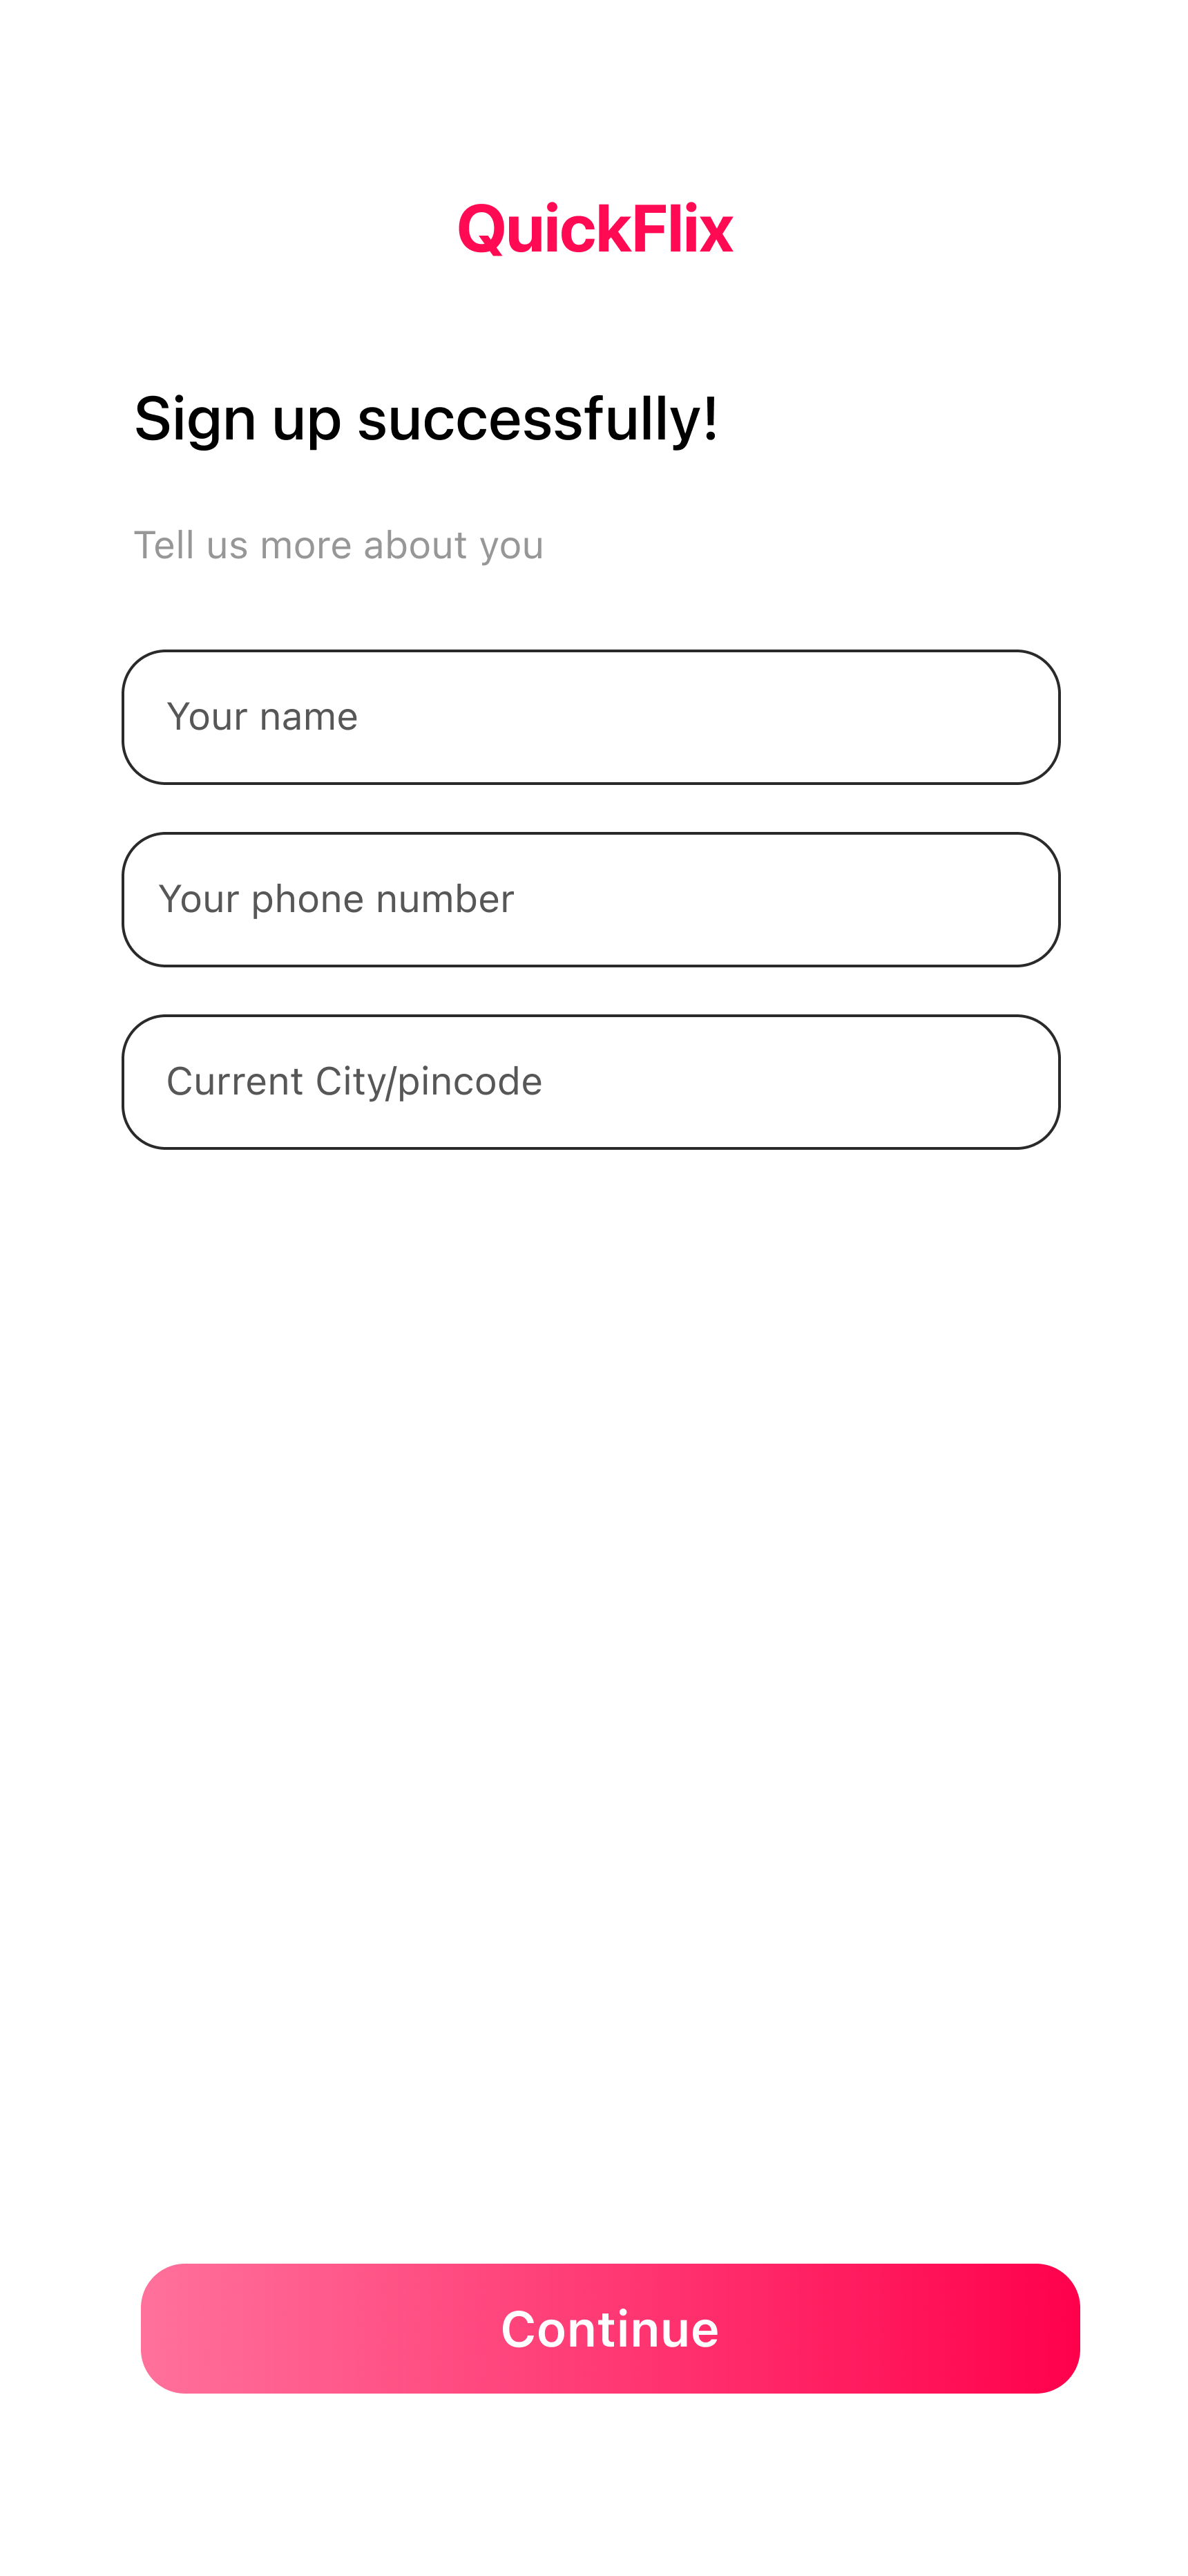 QuickFlix
Sign up successfully!
Tell us more about you
Your name
Your phone number
Current City/pincode
Continue